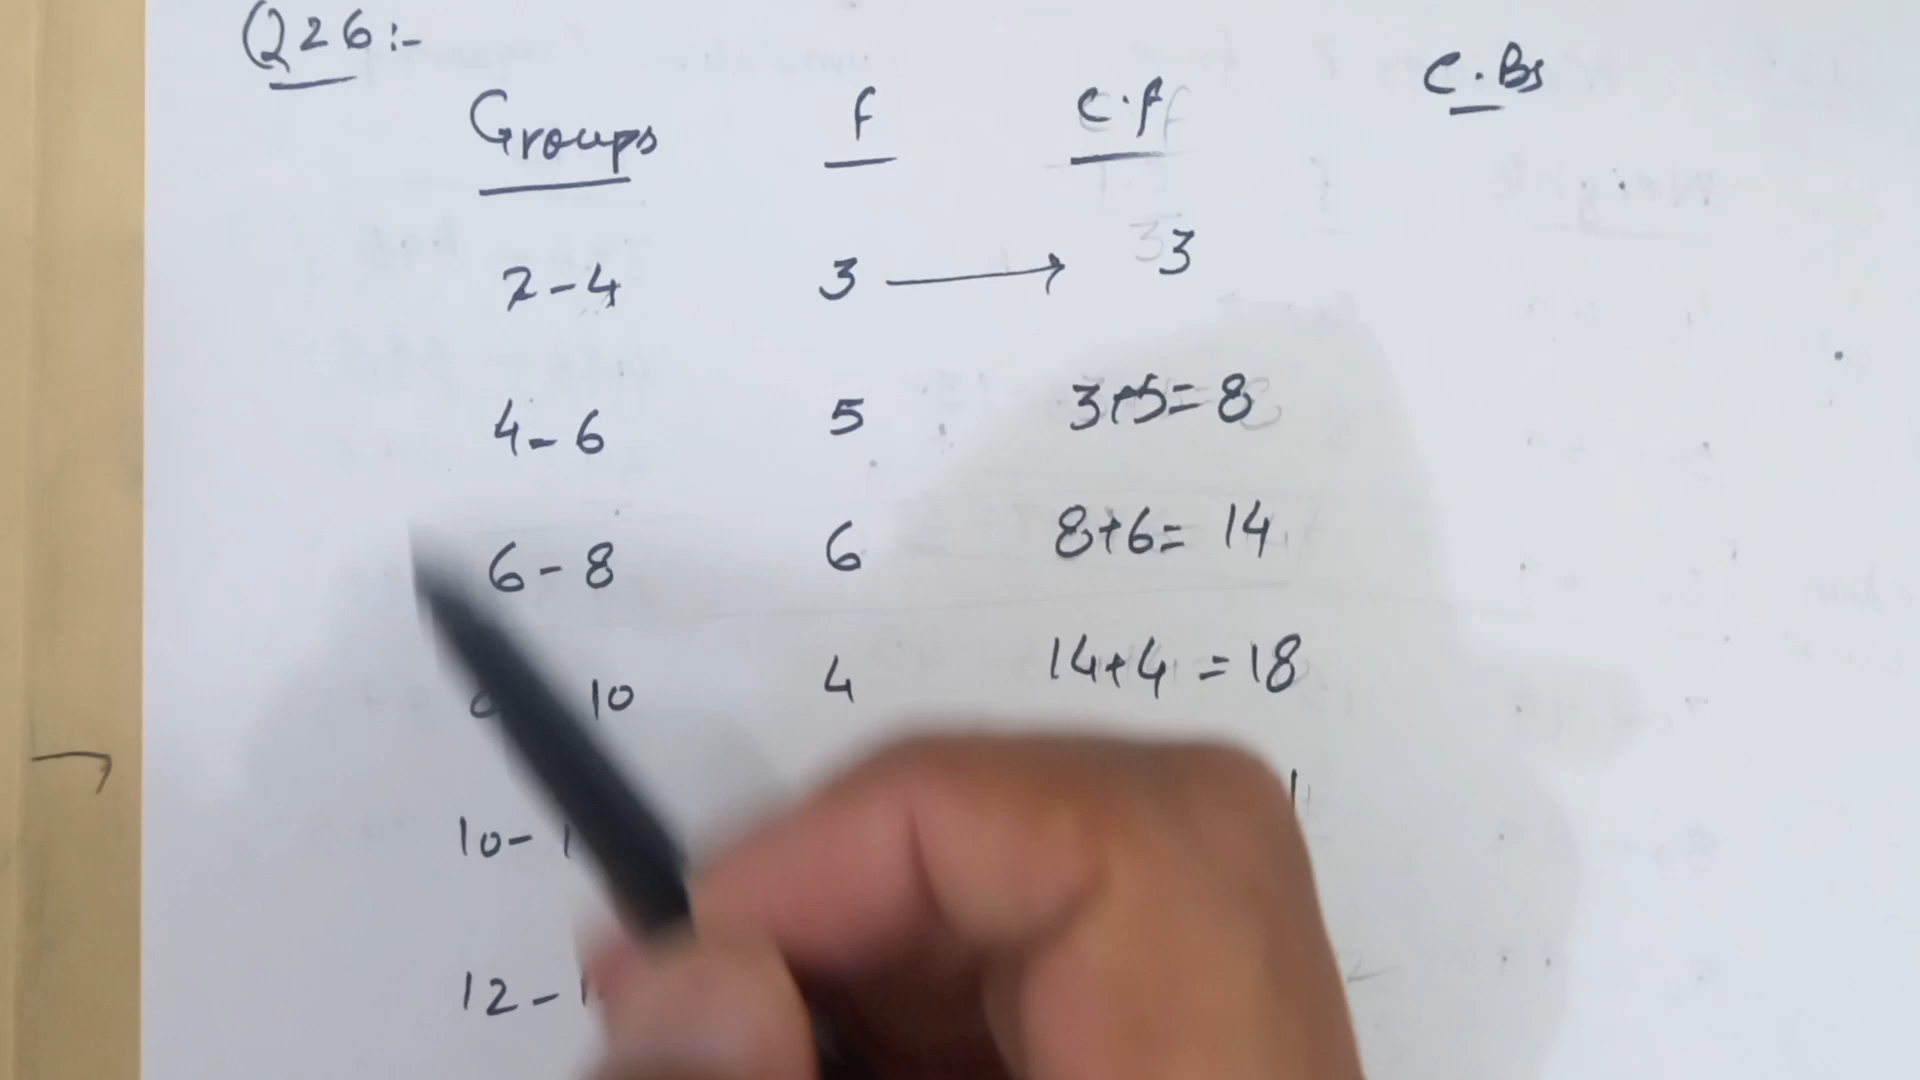 Q26:-
Groups f c.f C.Bs
2-4 3 → 3
4-6 5 3+5=8
6-8 6 8+6=14
10 4 14+4=18
10-
12-